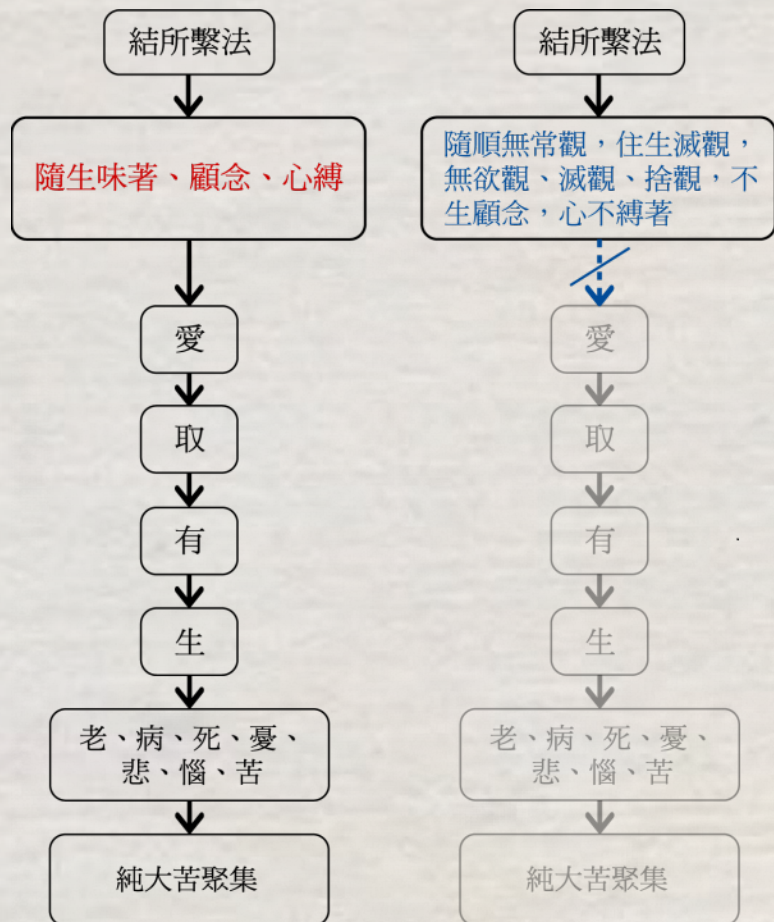 結所繫法
隨生味著、顧念、心縛
愛
取
有
生
老、病、死、憂、
悲、惱、苦
純大苦聚集
結所繫法
隨順無常觀，住生滅觀，
無欲觀、滅觀、捨觀，不
生顧念，心不縛著
愛
取
有
生
老、病、死、憂、
悲、惱、苦
純大苦聚集